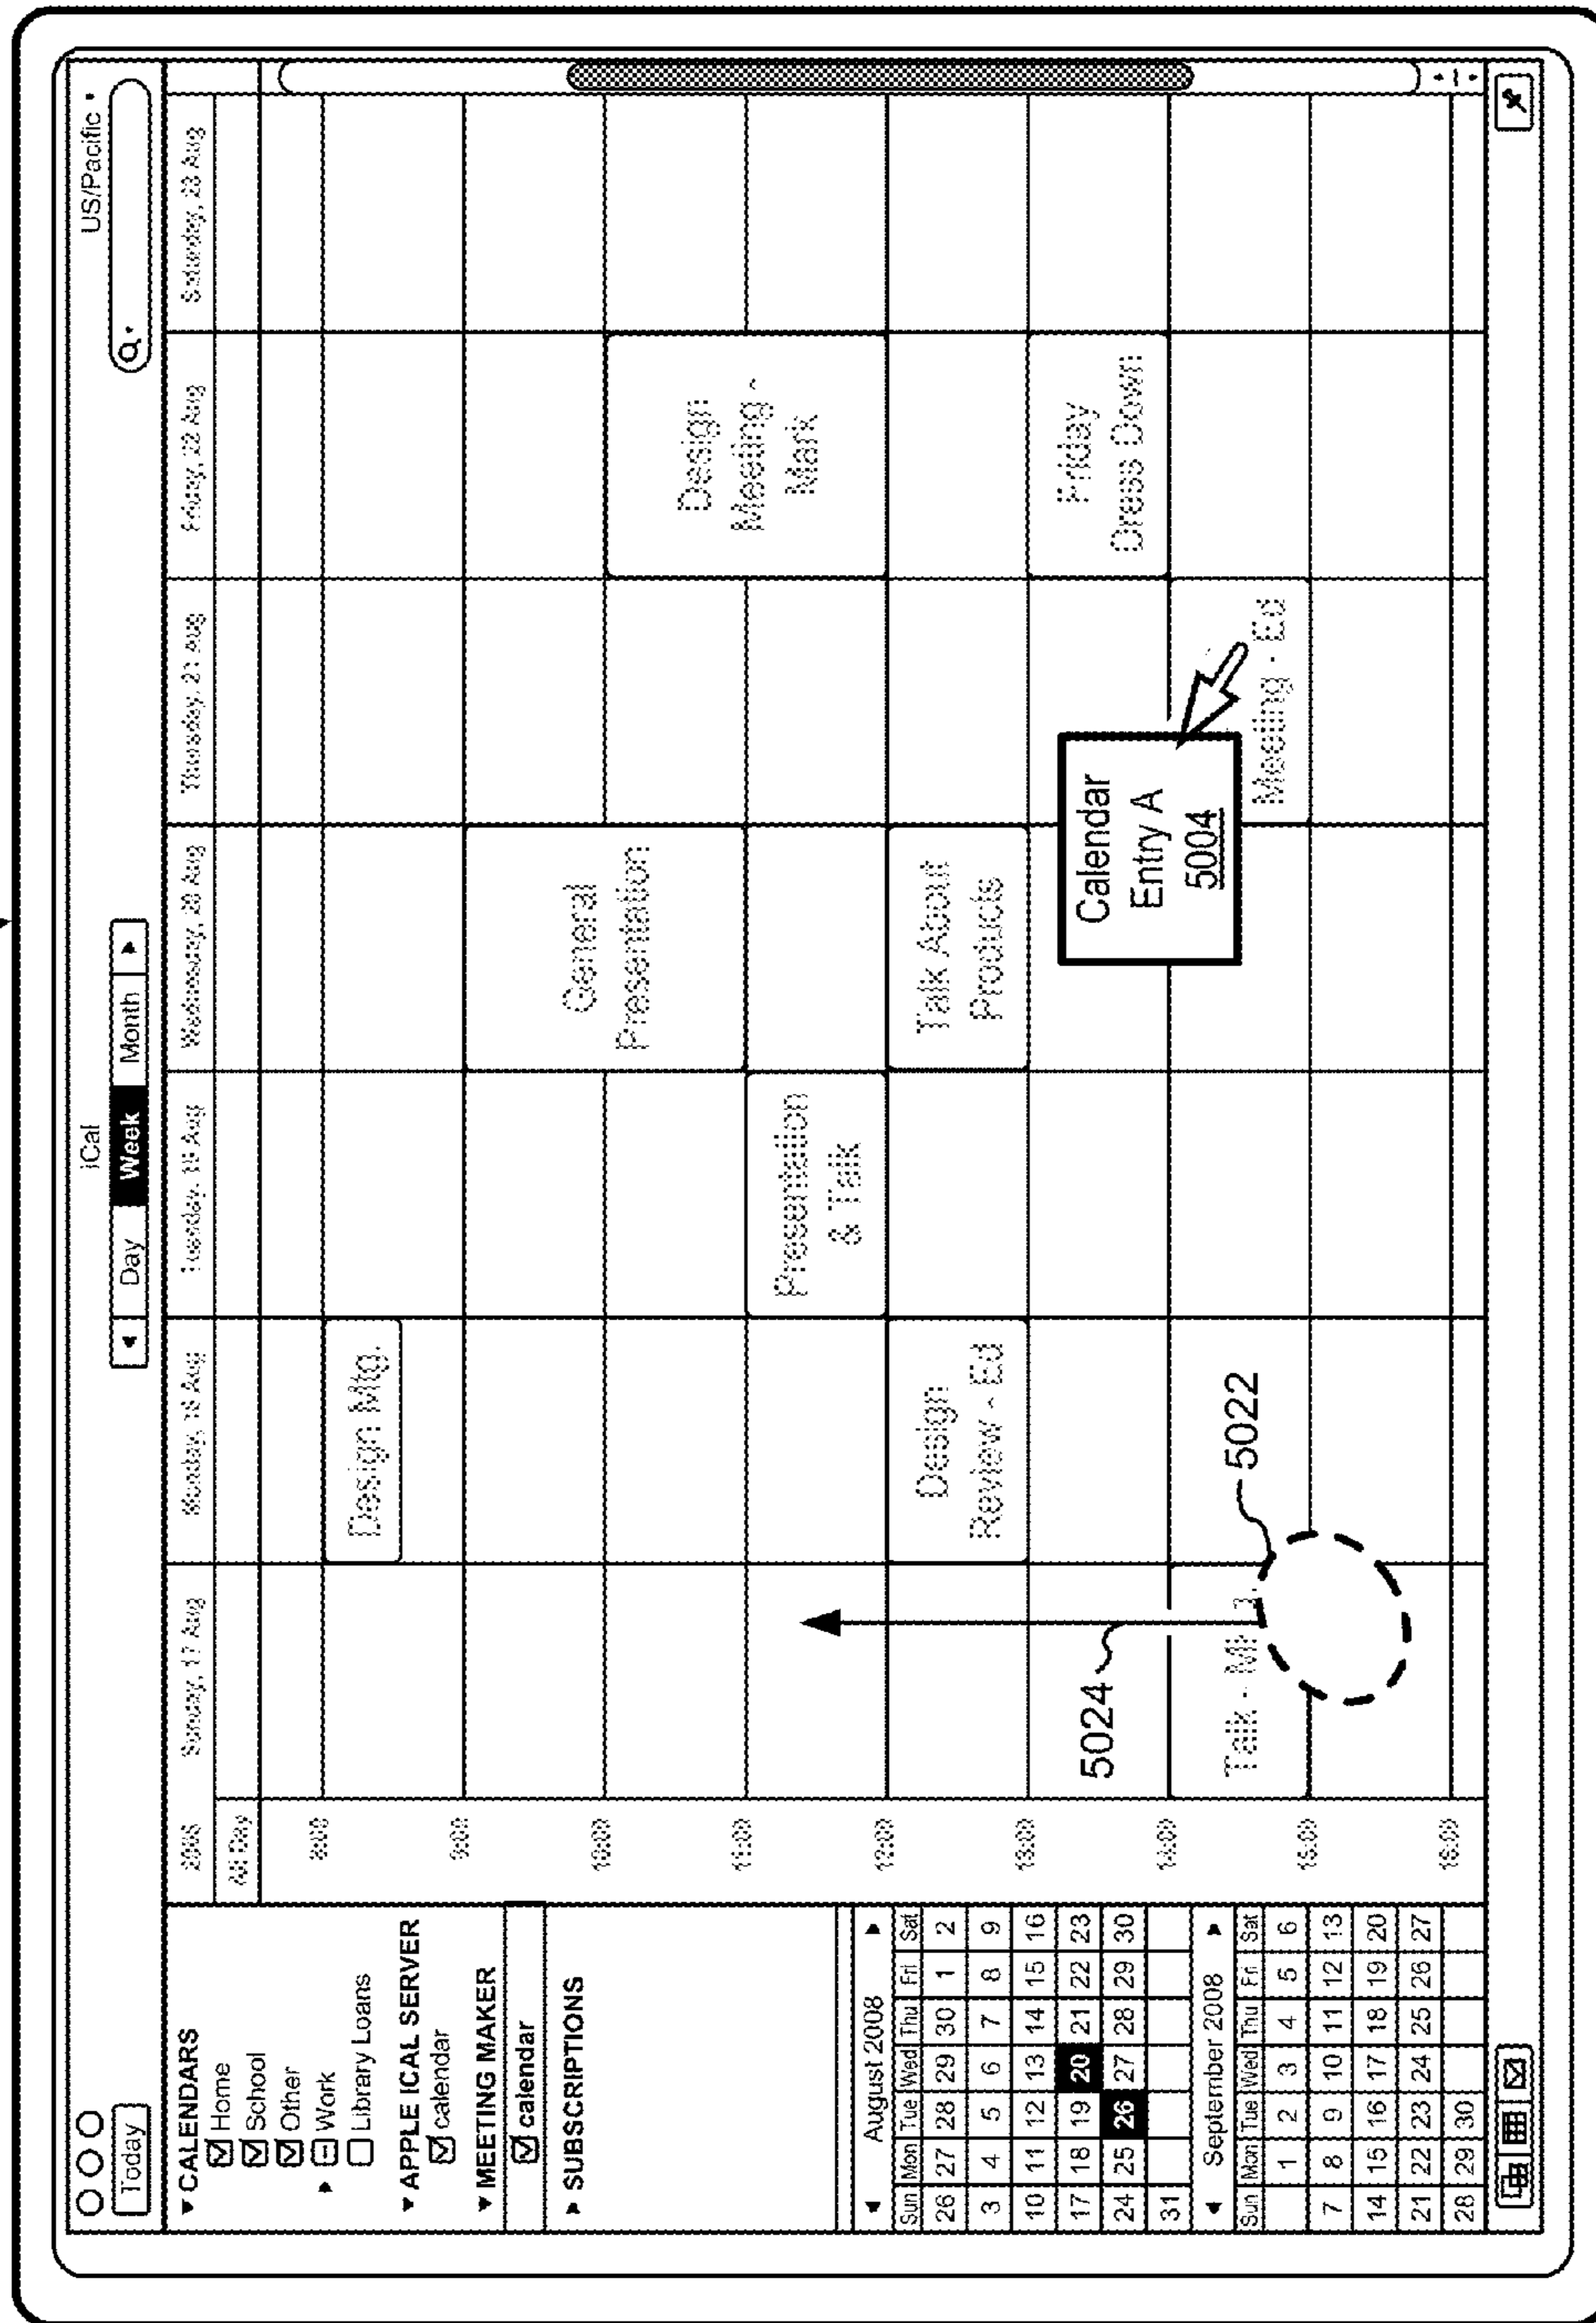 iCal
US/Pacific
Today
Day Week Month
CALENDARS
Home
School
Other
Work
Library Loans
APPLE ICAL SERVER
calendar
MEETING MAKER
calendar
SUBSCRIPTIONS
August 2008
Sun Mon Tue Wed Thu Fri Sat
26 27 28 29 30 1 2
3 4 5 6 7 8 9
10 11 12 13 14 15 16
17 18 19 20 21 22 23
24 25 26 27 28 29 30
31
September 2008
Sun Mon Tue Wed Thu Fri Sat
1 2 3 4 5 6
7 8 9 10 11 12 13
14 15 16 17 18 19 20
21 22 23 24 25 26 27
28 29 30
2008
Sunday, 17 Aug
Monday, 18 Aug
Tuesday, 19 Aug
Wednesday, 20 Aug
Thursday, 21 Aug
Friday, 22 Aug
Saturday, 23 Aug
All Day
8:00
9:00
10:00
11:00
12:00
13:00
14:00
15:00
16:00
Design Mtg.
General
Presentation
Design
Meeting -
Mark
Presentation
& Talk
Design
Review - Ed
Talk About
Products
Friday
Dress Down
5024
Talk -
5022
Calendar
Entry A
5004
Meeting - Ed